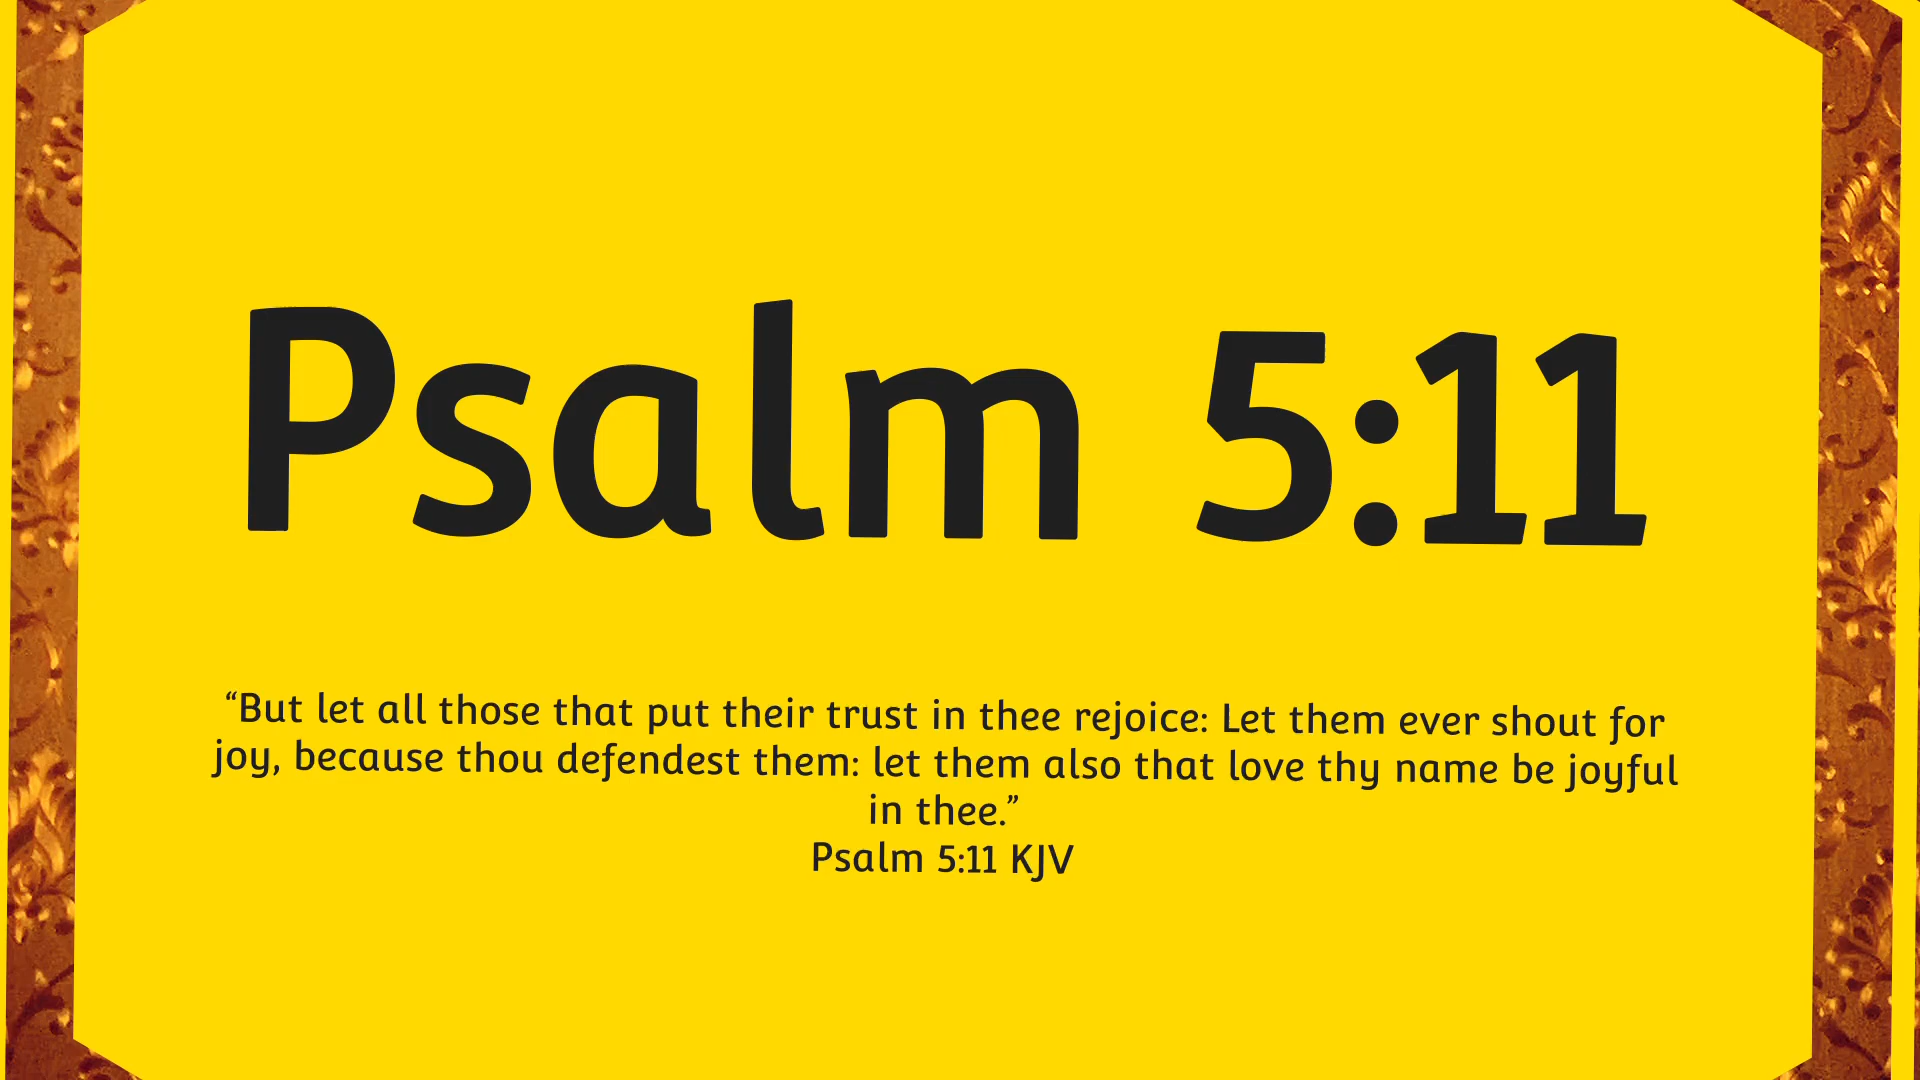 Psalm 5:11
“But let all those that put their trust in thee rejoice: Let them ever shout for
joy, because thou defendest them: let them also that love thy name be joyful
in thee.”
Psalm 5:11 KJV